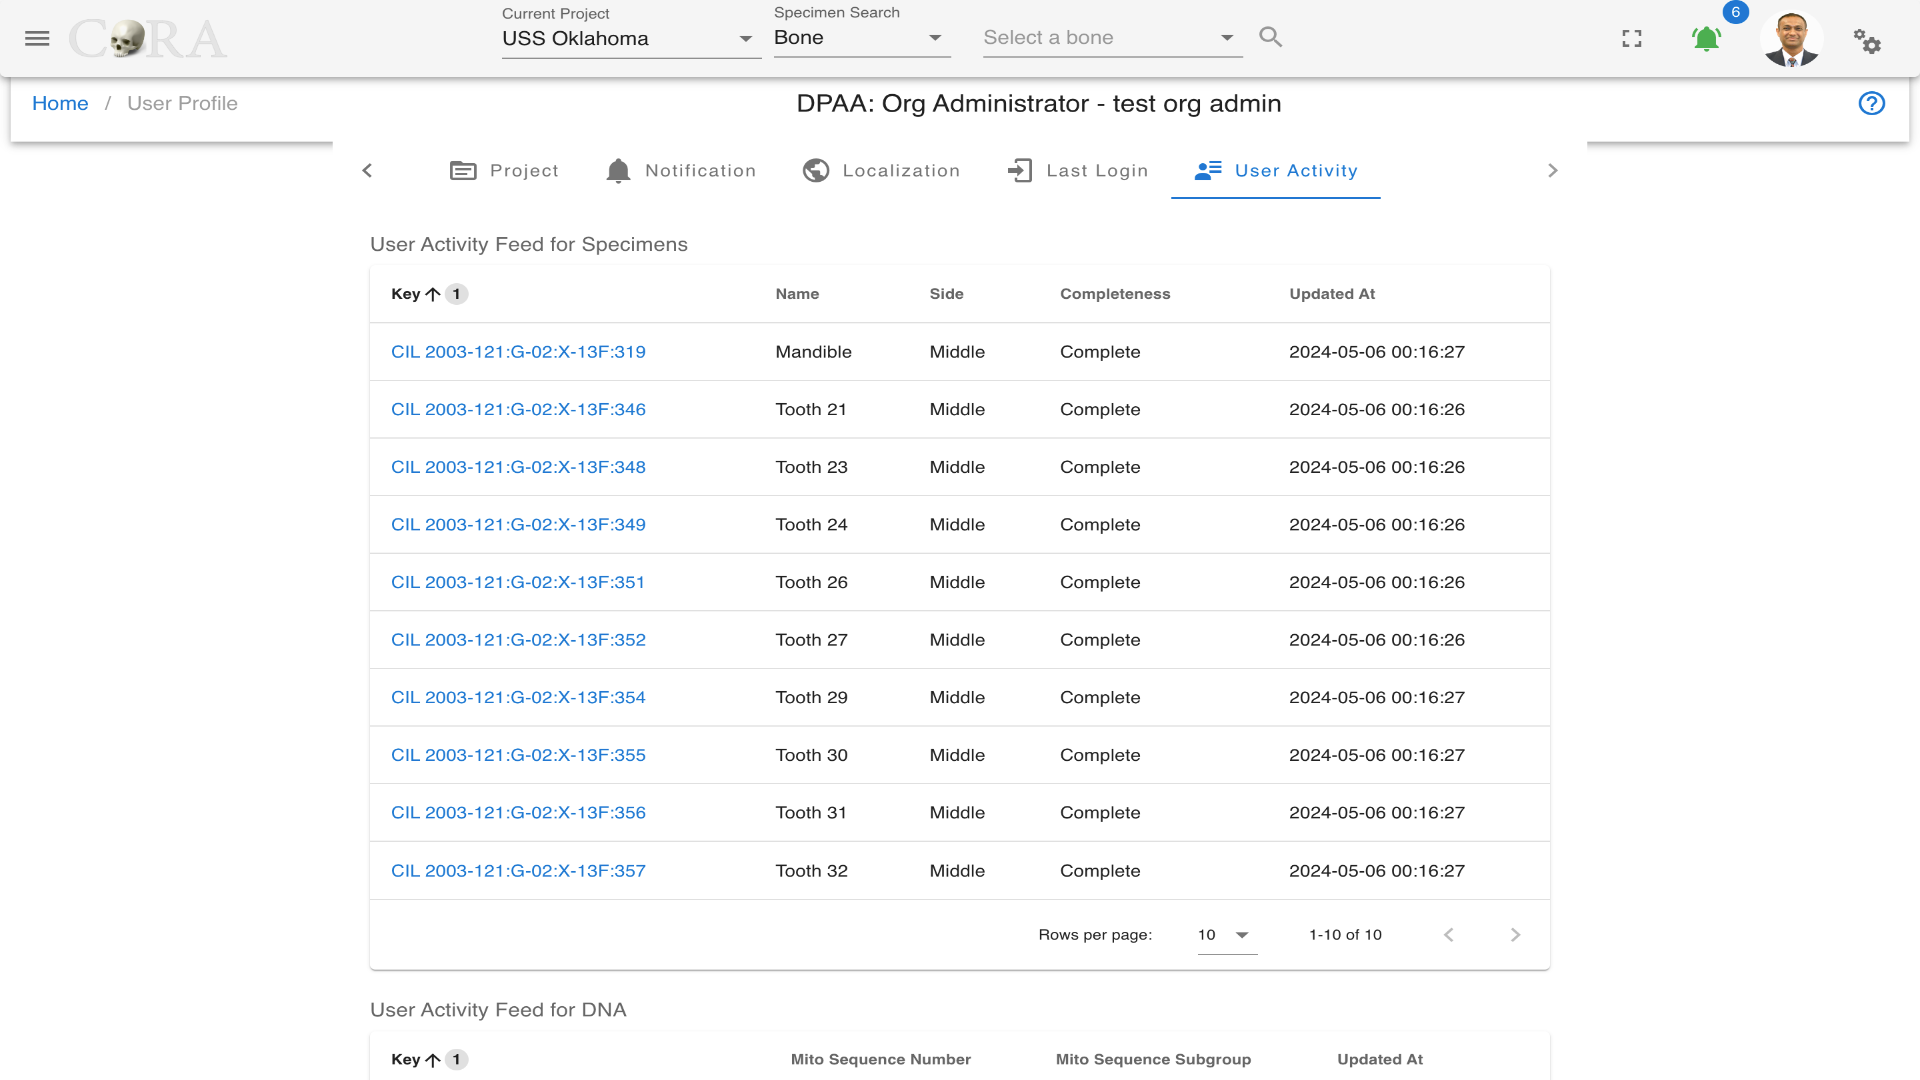 CORA
Current Project
USS Oklahoma
Specimen Search
Bone
Select a bone
6
Home / User Profile
DPAA: Org Administrator - test org admin
Project
Notification
Localization
Last Login
User Activity
User Activity Feed for Specimens
Key 1 Name Side Completeness Updated At
CIL 2003-121:G-02:X-13F:319 Mandible Middle Complete 2024-05-06 00:16:27
CIL 2003-121:G-02:X-13F:346 Tooth 21 Middle Complete 2024-05-06 00:16:26
CIL 2003-121:G-02:X-13F:348 Tooth 23 Middle Complete 2024-05-06 00:16:26
CIL 2003-121:G-02:X-13F:349 Tooth 24 Middle Complete 2024-05-06 00:16:26
CIL 2003-121:G-02:X-13F:351 Tooth 26 Middle Complete 2024-05-06 00:16:26
CIL 2003-121:G-02:X-13F:352 Tooth 27 Middle Complete 2024-05-06 00:16:26
CIL 2003-121:G-02:X-13F:354 Tooth 29 Middle Complete 2024-05-06 00:16:27
CIL 2003-121:G-02:X-13F:355 Tooth 30 Middle Complete 2024-05-06 00:16:27
CIL 2003-121:G-02:X-13F:356 Tooth 31 Middle Complete 2024-05-06 00:16:27
CIL 2003-121:G-02:X-13F:357 Tooth 32 Middle Complete 2024-05-06 00:16:27
Rows per page: 10 1-10 of 10
User Activity Feed for DNA
Key 1 Mito Sequence Number Mito Sequence Subgroup Updated At